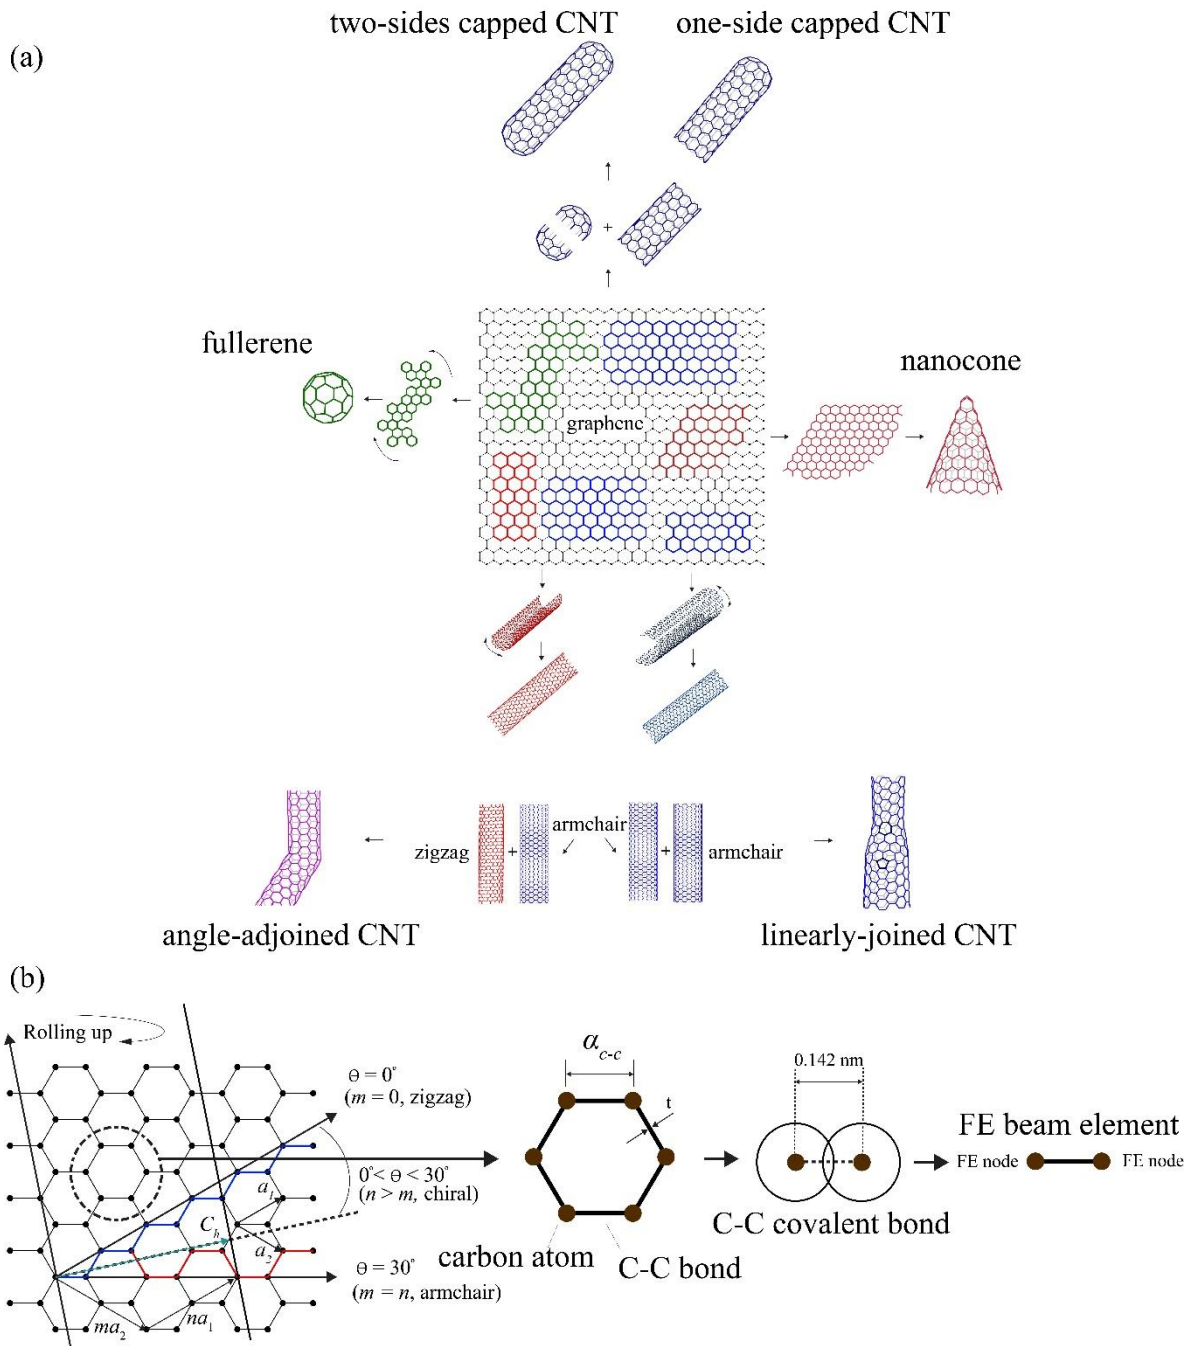 two-sides capped CNT
one-side capped CNT
(a)
+
fullerene
nanocone
graphene
armchair
zigzag
+
+
armchair
angle-adjoined CNT
linearly-joined CNT
(b)
Rolling up
Θ = 0°
(m = 0, zigzag)
0° < Θ < 30°
(n > m, chiral)
a1
Ch
a2
Θ = 30°
(m = n, armchair)
ma2
na1
αc-c
t
carbon atom
C-C bond
0.142 nm
C-C covalent bond
FE beam element
FE node
FE node